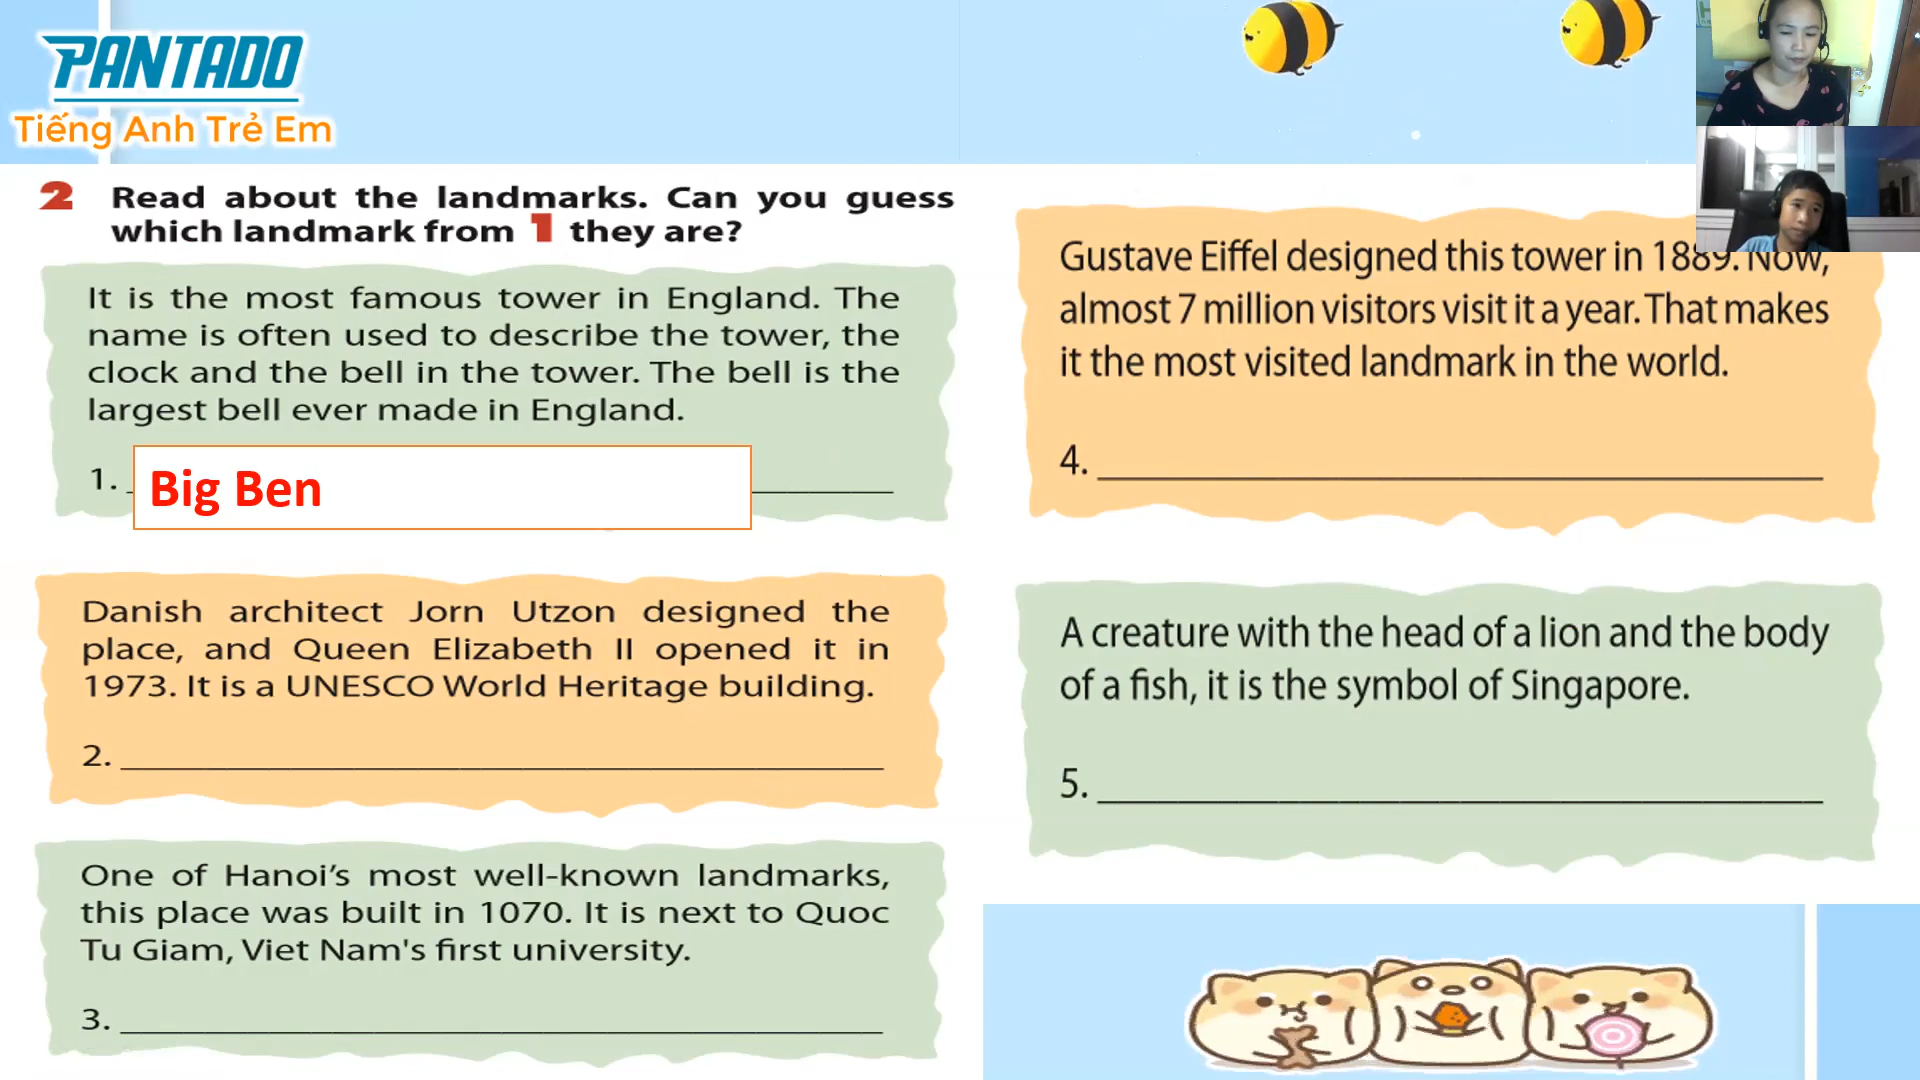 PANTADO
Tiếng Anh Trẻ Em
2 Read about the landmarks. Can you guess
which landmark from 1 they are?
It is the most famous tower in England. The
name is often used to describe the tower, the
clock and the bell in the tower. The bell is the
largest bell ever made in England.
1. Big Ben
Danish architect Jorn Utzon designed the
place, and Queen Elizabeth II opened it in
1973. It is a UNESCO World Heritage building.
2.
One of Hanoi's most well-known landmarks,
this place was built in 1070. It is next to Quoc
Tu Giam, Viet Nam's first university.
3.
Gustave Eiffel designed this tower in 1889. Now,
almost 7 million visitors visit it a year. That makes
it the most visited landmark in the world.
4.
A creature with the head of a lion and the body
of a fish, it is the symbol of Singapore.
5.